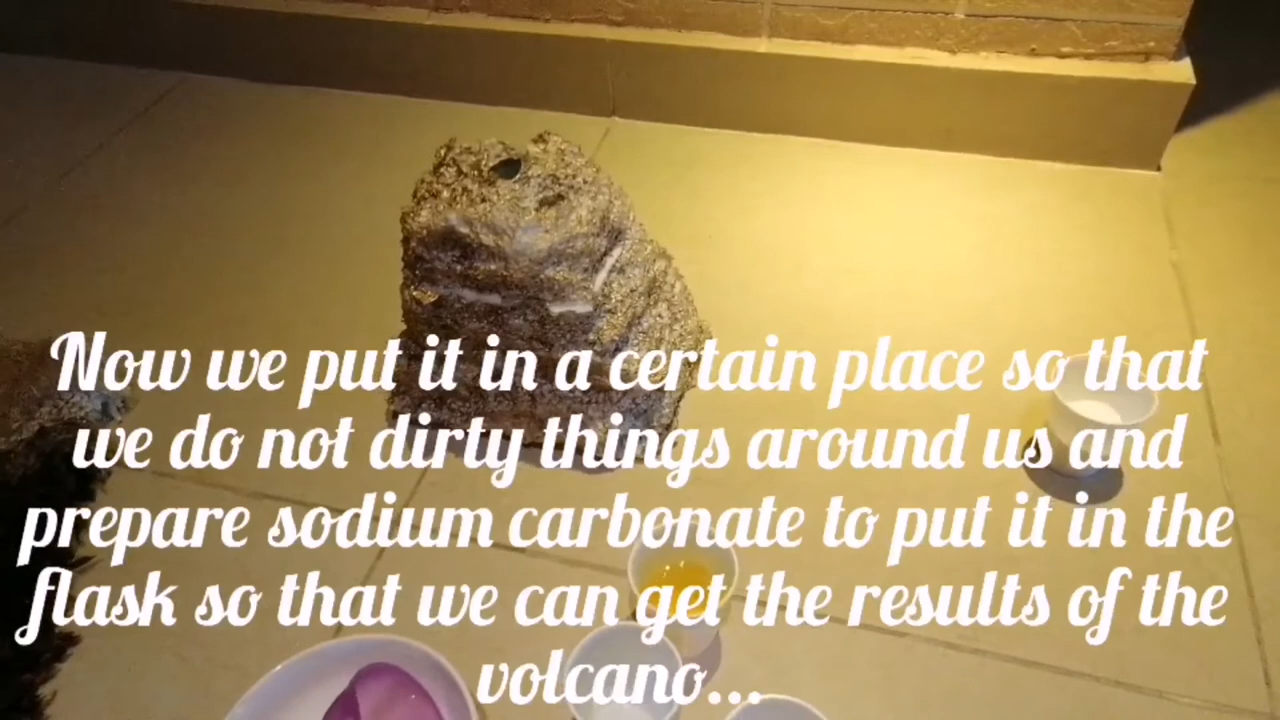 Now we put it in a certain place so that
we do not dirty things around us and
prepare sodium carbonate to put it in the
flask so that we can get the results of the
volcano...